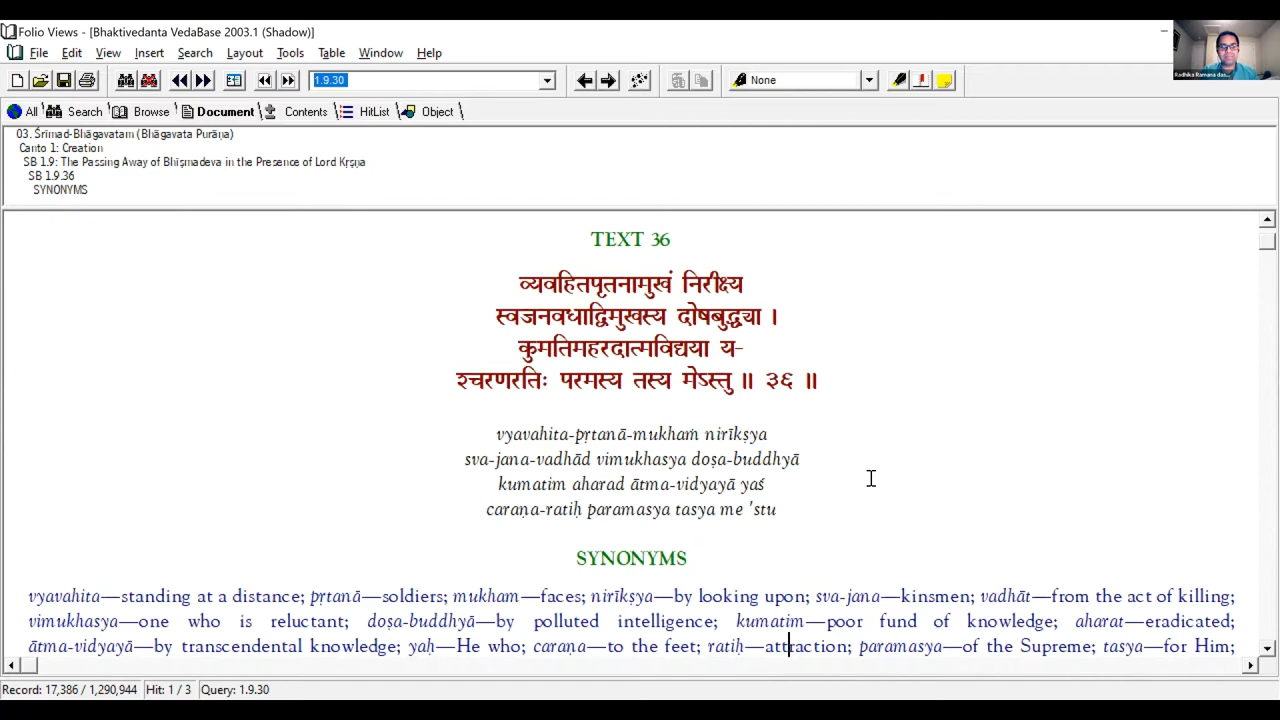 Folio Views - [Bhaktivedanta VedaBase 2003.1 (Shadow)]
File Edit View Insert Search Layout Tools Table Window Help
1.9.30 None
All Search Browse Document Contents HitList Object
03. Śrīmad-Bhāgavatam (Bhāgavata Purāṇa)
Canto 1: Creation
SB 1.9: The Passing Away of Bhīṣmadeva in the Presence of Lord Kṛṣṇa
SB 1.9.36
SYNONYMS
TEXT 36
व्यवहितपृतनामुखं निरीक्ष्य
स्वजनवधाद्विमुखस्य दोषबुद्ध्या ।
कुमतिमहरदात्मविद्यया य-
श्चरणरतिः परमस्य तस्य मेऽस्तु ॥ ३६ ॥
vyavahita-pṛtanā-mukhaṁ nirīkṣya
sva-jana-vadhād vimukhasya doṣa-buddhyā
kumatim aharad ātma-vidyayā yaś
caraṇa-ratiḥ paramasya tasya me 'stu
SYNONYMS
vyavahita—standing at a distance; pṛtanā—soldiers; mukham—faces; nirīkṣya—by looking upon; sva-jana—kinsmen; vadhāt—from the act of killing;
vimukhasya—one who is reluctant; doṣa-buddhyā—by polluted intelligence; kumatim—poor fund of knowledge; aharat—eradicated;
ātma-vidyayā—by transcendental knowledge; yaḥ—He who; caraṇa—to the feet; ratiḥ—attraction; paramasya—of the Supreme; tasya—for Him;
Record: 17,386 / 1,290,944 Hit: 1 / 3 Query: 1.9.30
Radhika Ramana das...